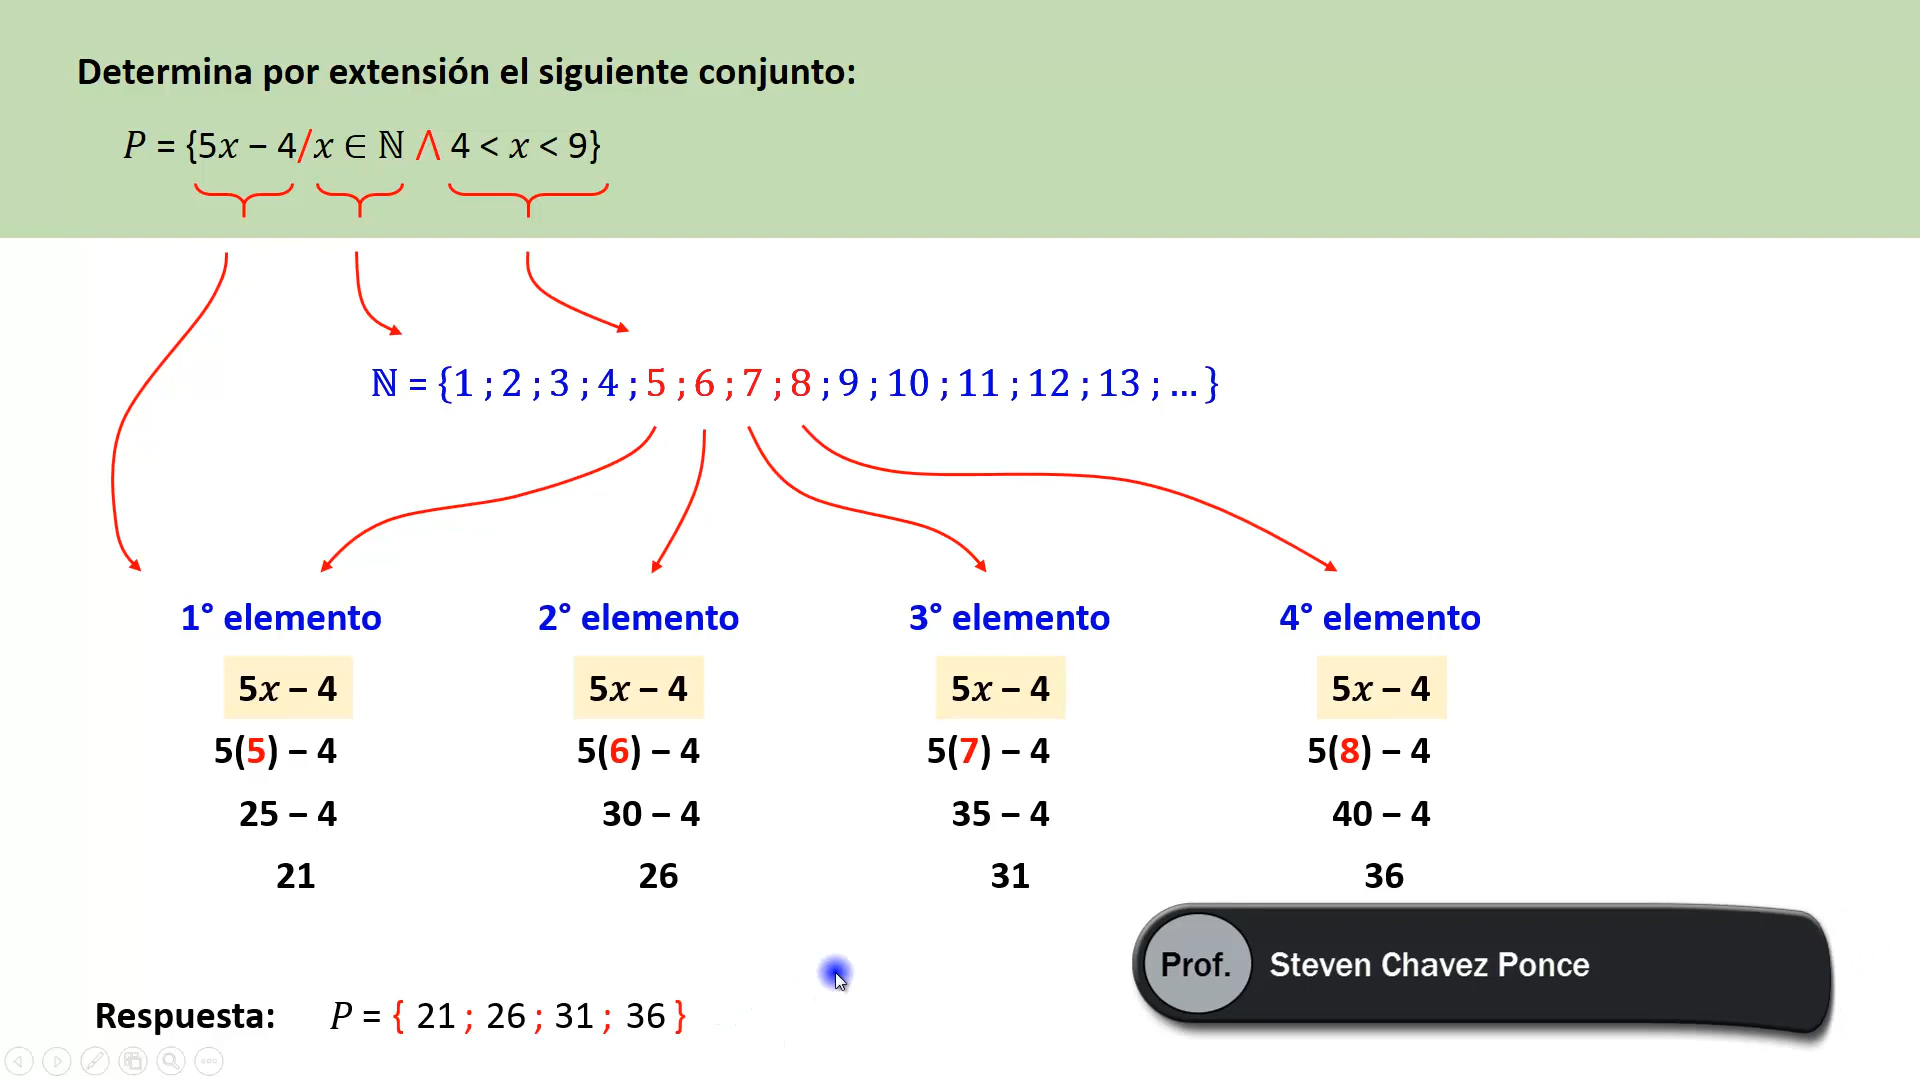 Determina por extensión el siguiente conjunto:
P = {5x – 4/x ∈ ℕ ⋀ 4 < x < 9}
ℕ = {1 ; 2 ; 3 ; 4 ; 5 ; 6 ; 7 ; 8 ; 9 ; 10 ; 11 ; 12 ; 13 ; ... }
1° elemento 2° elemento 3° elemento 4° elemento
5x – 4 5x – 4 5x – 4 5x – 4
5(5) – 4 5(6) – 4 5(7) – 4 5(8) – 4
25 – 4 30 – 4 35 – 4 40 – 4
21 26 31 36
Prof. Steven Chavez Ponce
Respuesta: P = { 21 ; 26 ; 31 ; 36 }